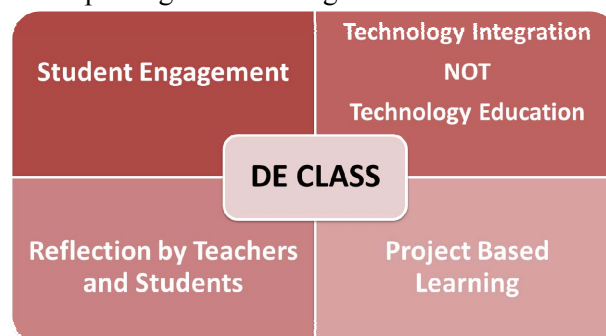 Student Engagement
Technology Integration
NOT
Technology Education
DE CLASS
Reflection by Teachers
and Students
Project Based
Learning